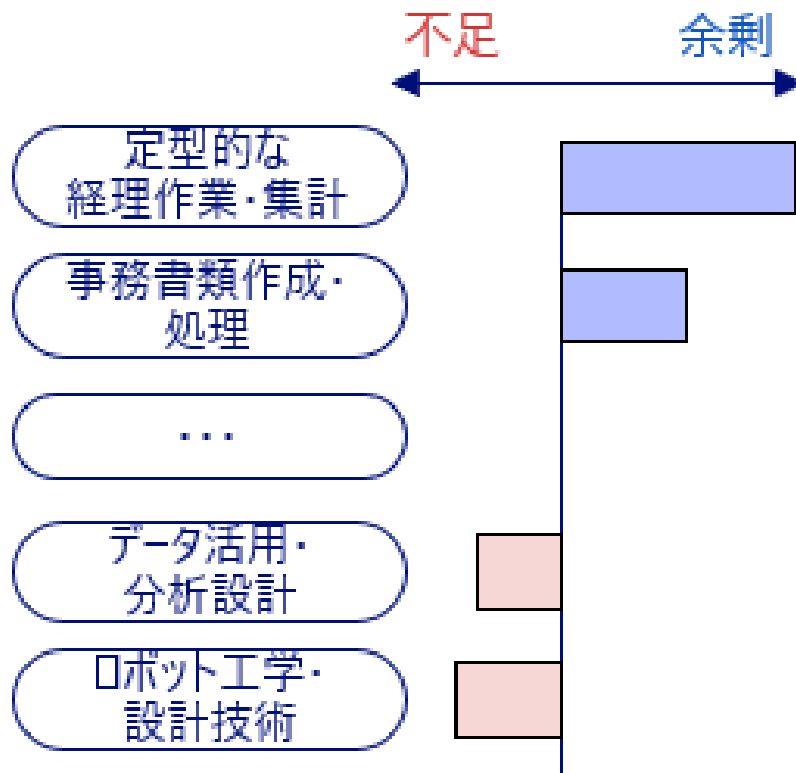 不足 余剰
定型的な
経理作業・集計
事務書類作成・
処理
・・・
データ活用・
分析設計
ロボット工学・
設計技術